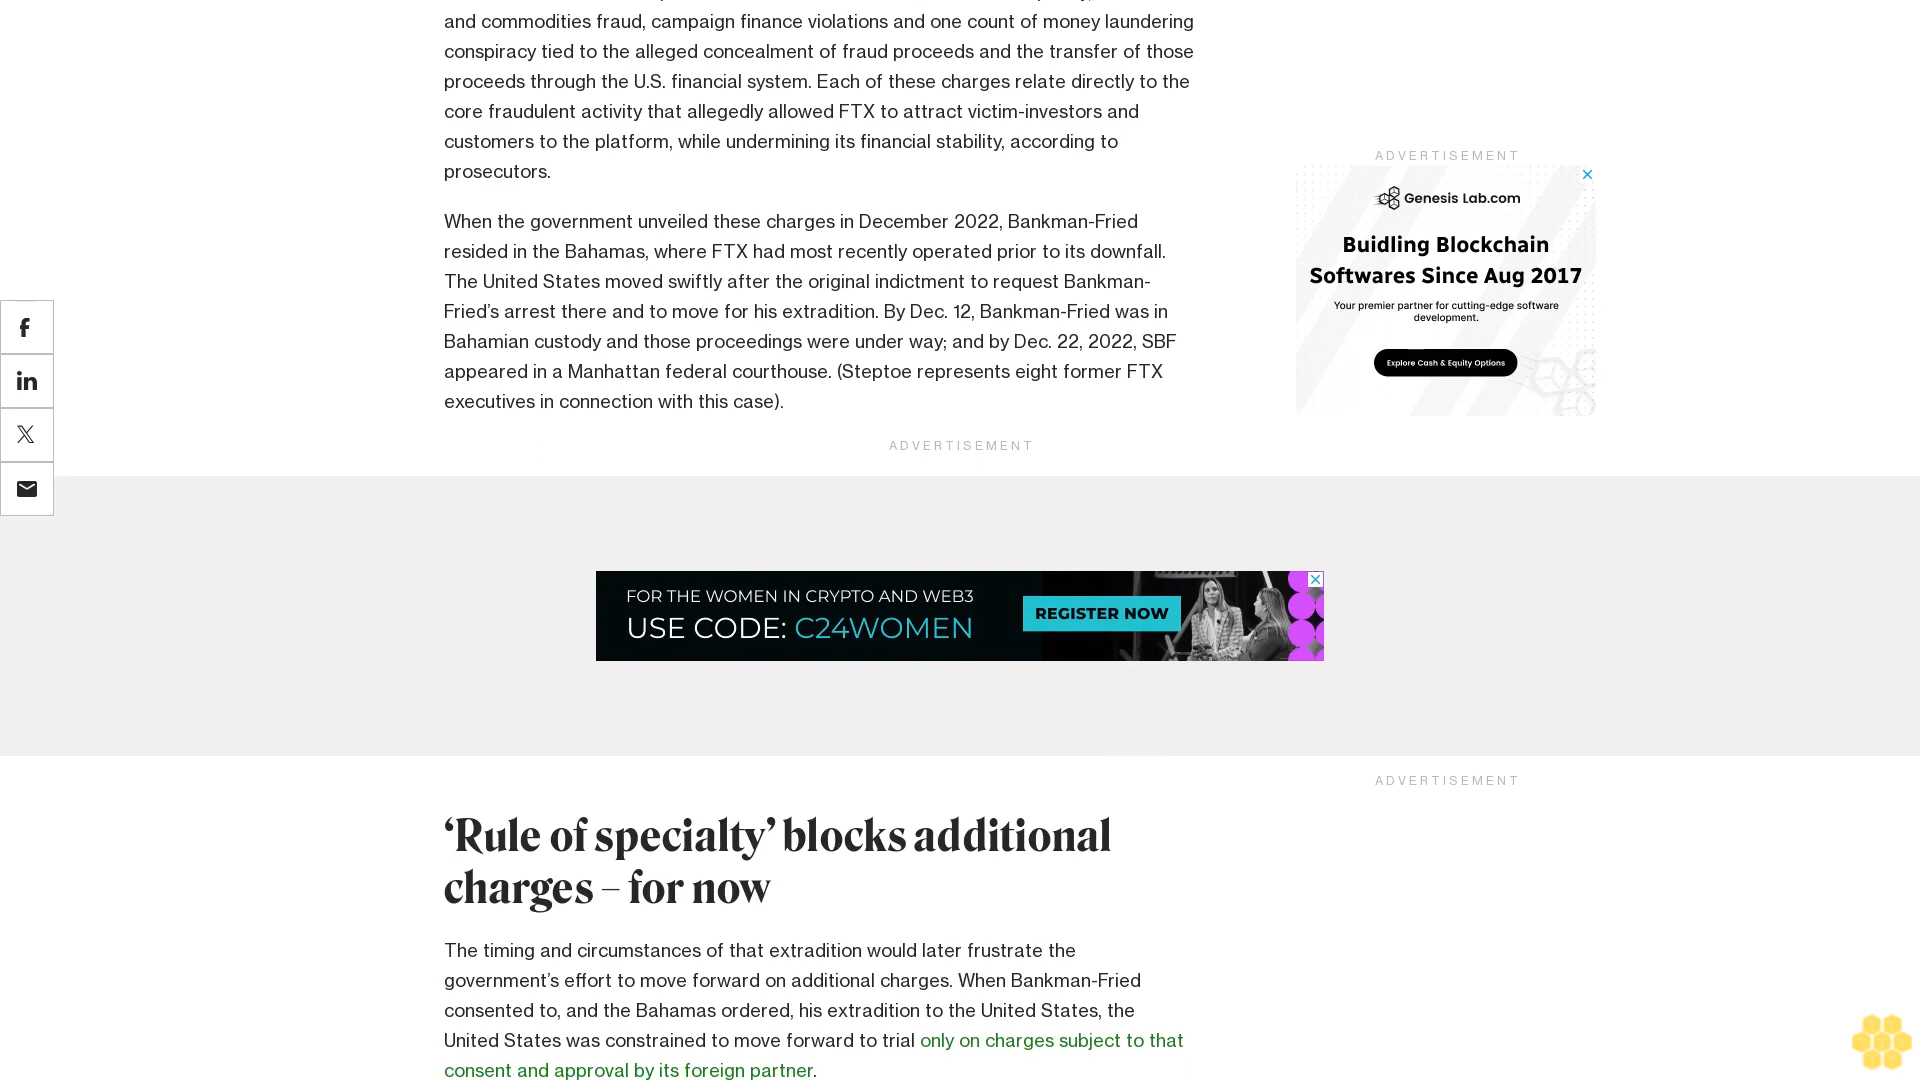 and commodities fraud, campaign finance violations and one count of money laundering
conspiracy tied to the alleged concealment of fraud proceeds and the transfer of those
proceeds through the U.S. financial system. Each of these charges relate directly to the
core fraudulent activity that allegedly allowed FTX to attract victim-investors and
customers to the platform, while undermining its financial stability, according to
prosecutors.
When the government unveiled these charges in December 2022, Bankman-Fried
resided in the Bahamas, where FTX had most recently operated prior to its downfall.
The United States moved swiftly after the original indictment to request Bankman-
Fried’s arrest there and to move for his extradition. By Dec. 12, Bankman-Fried was in
Bahamian custody and those proceedings were under way; and by Dec. 22, 2022, SBF
appeared in a Manhattan federal courthouse. (Steptoe represents eight former FTX
executives in connection with this case).
ADVERTISEMENT
Genesis Lab.com
Buidling Blockchain
Softwares Since Aug 2017
Your premier partner for cutting-edge software
development.
Explore Cash & Equity Options
ADVERTISEMENT
FOR THE WOMEN IN CRYPTO AND WEB3
USE CODE: C24WOMEN
REGISTER NOW
ADVERTISEMENT
‘Rule of specialty’ blocks additional
charges – for now
The timing and circumstances of that extradition would later frustrate the
government’s effort to move forward on additional charges. When Bankman-Fried
consented to, and the Bahamas ordered, his extradition to the United States, the
United States was constrained to move forward to trial only on charges subject to that
consent and approval by its foreign partner.